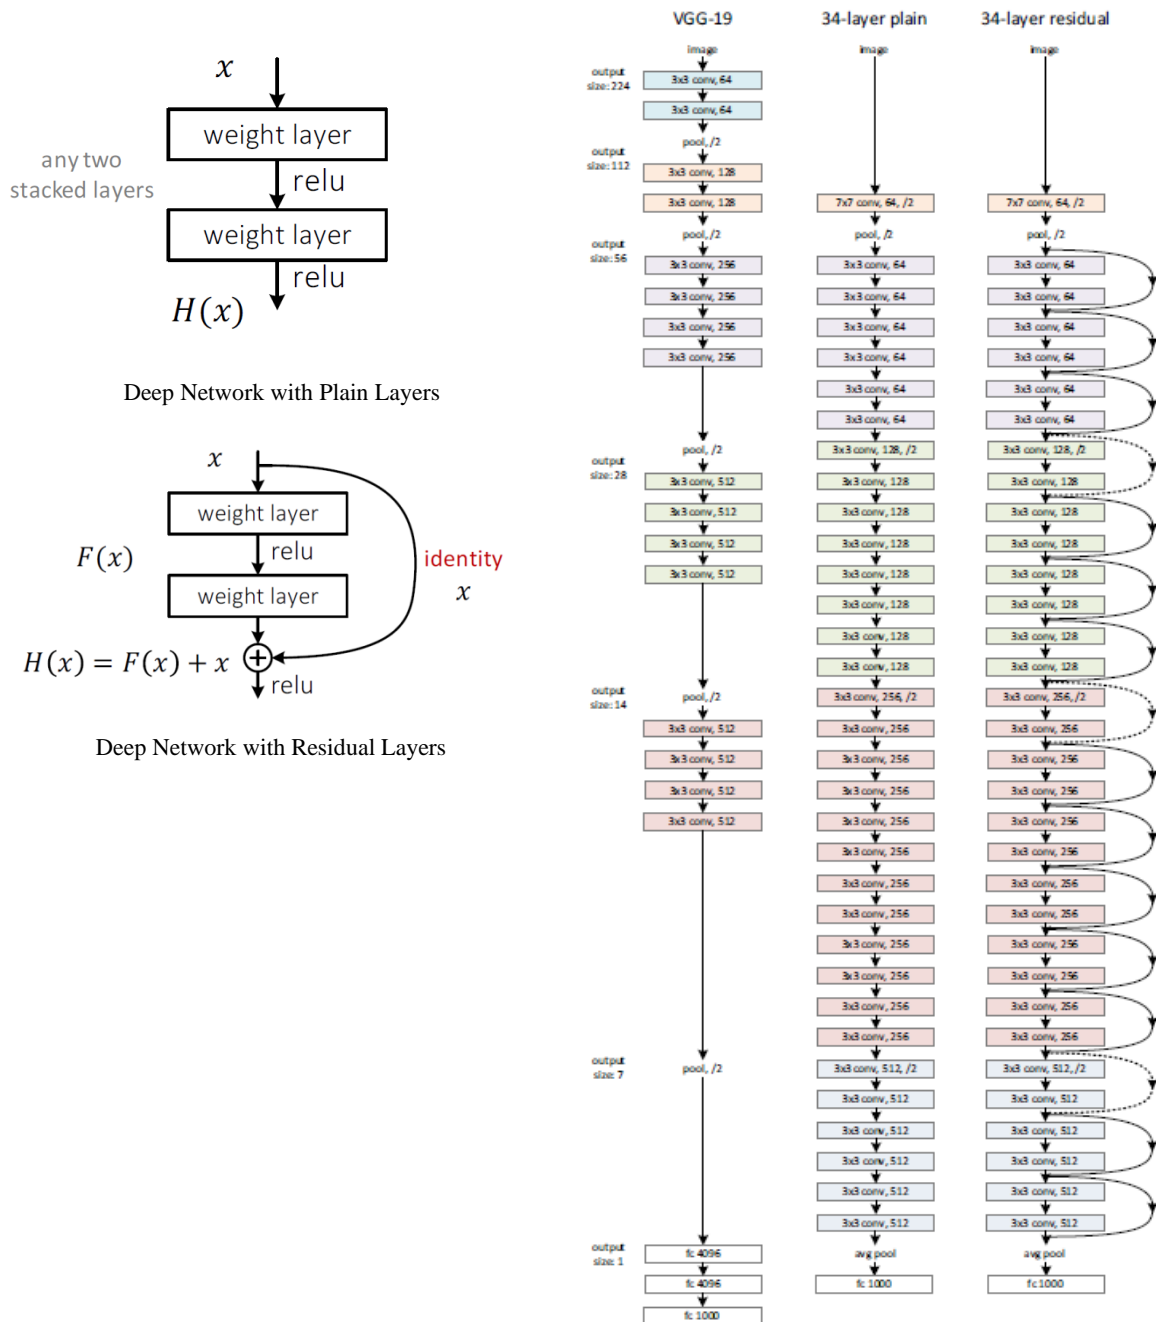 x
weight layer
any two
stacked layers
relu
weight layer
relu
H(x)
Deep Network with Plain Layers
x
weight layer
F(x)
relu
identity
x
weight layer
H(x) = F(x) + x
relu
Deep Network with Residual Layers
VGG-19
image
output
size: 224
3x3 conv, 64
3x3 conv, 64
pool, /2
output
size: 112
3x3 conv, 128
3x3 conv, 128
pool, /2
output
size: 56
3x3 conv, 256
3x3 conv, 256
3x3 conv, 256
3x3 conv, 256
pool, /2
output
size: 28
3x3 conv, 512
3x3 conv, 512
3x3 conv, 512
3x3 conv, 512
pool, /2
output
size: 14
3x3 conv, 512
3x3 conv, 512
3x3 conv, 512
3x3 conv, 512
output
size: 7
pool, /2
output
size: 1
fc 4096
fc 4096
fc 1000
34-layer plain
image
7x7 conv, 64, /2
pool, /2
3x3 conv, 64
3x3 conv, 64
3x3 conv, 64
3x3 conv, 64
3x3 conv, 64
3x3 conv, 64
3x3 conv, 128, /2
3x3 conv, 128
3x3 conv, 128
3x3 conv, 128
3x3 conv, 128
3x3 conv, 128
3x3 conv, 128
3x3 conv, 128
3x3 conv, 256, /2
3x3 conv, 256
3x3 conv, 256
3x3 conv, 256
3x3 conv, 256
3x3 conv, 256
3x3 conv, 256
3x3 conv, 256
3x3 conv, 256
3x3 conv, 256
3x3 conv, 256
3x3 conv, 256
3x3 conv, 512, /2
3x3 conv, 512
3x3 conv, 512
3x3 conv, 512
3x3 conv, 512
3x3 conv, 512
avg pool
fc 1000
34-layer residual
image
7x7 conv, 64, /2
pool, /2
3x3 conv, 64
3x3 conv, 64
3x3 conv, 64
3x3 conv, 64
3x3 conv, 64
3x3 conv, 64
3x3 conv, 128, /2
3x3 conv, 128
3x3 conv, 128
3x3 conv, 128
3x3 conv, 128
3x3 conv, 128
3x3 conv, 128
3x3 conv, 128
3x3 conv, 256, /2
3x3 conv, 256
3x3 conv, 256
3x3 conv, 256
3x3 conv, 256
3x3 conv, 256
3x3 conv, 256
3x3 conv, 256
3x3 conv, 256
3x3 conv, 256
3x3 conv, 256
3x3 conv, 256
3x3 conv, 512, /2
3x3 conv, 512
3x3 conv, 512
3x3 conv, 512
3x3 conv, 512
3x3 conv, 512
avg pool
fc 1000